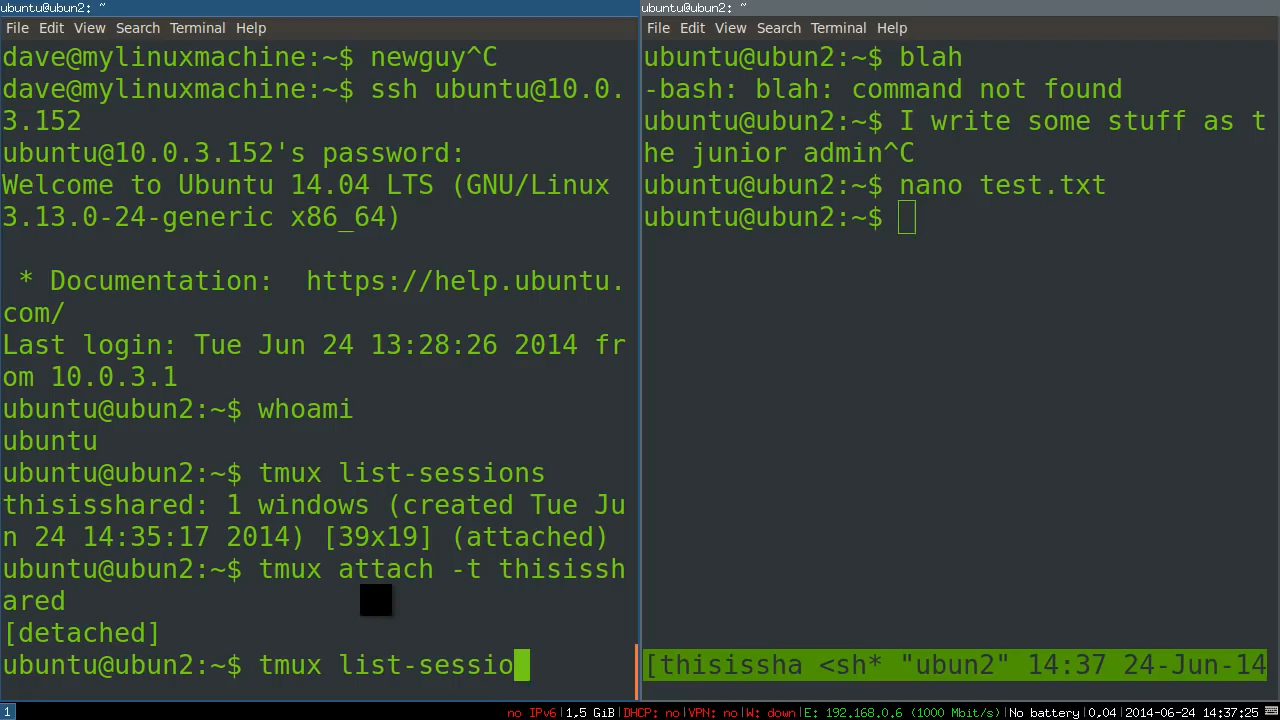 ubuntu@ubun2: ~
File Edit View Search Terminal Help
dave@mylinuxmachine:~$ newguy^C
dave@mylinuxmachine:~$ ssh ubuntu@10.0.
3.152
ubuntu@10.0.3.152's password:
Welcome to Ubuntu 14.04 LTS (GNU/Linux
3.13.0-24-generic x86_64)
* Documentation:  https://help.ubuntu.
com/
Last login: Tue Jun 24 13:28:26 2014 fr
om 10.0.3.1
ubuntu@ubun2:~$ whoami
ubuntu
ubuntu@ubun2:~$ tmux list-sessions
thisisshared: 1 windows (created Tue Ju
n 24 14:35:17 2014) [39x19] (attached)
ubuntu@ubun2:~$ tmux attach -t thisissh
ared
[detached]
ubuntu@ubun2:~$ tmux list-sessio
ubuntu@ubun2: ~
File Edit View Search Terminal Help
ubuntu@ubun2:~$ blah
-bash: blah: command not found
ubuntu@ubun2:~$ I write some stuff as t
he junior admin^C
ubuntu@ubun2:~$ nano test.txt
ubuntu@ubun2:~$
[thisissha <sh* "ubun2" 14:37 24-Jun-14
1 no IPv6|1,5 GiB|DHCP: no|VPN: no|W: down|E: 192.168.0.6 (1000 Mbit/s)|No battery|0.04|2014-06-24 14:37:25